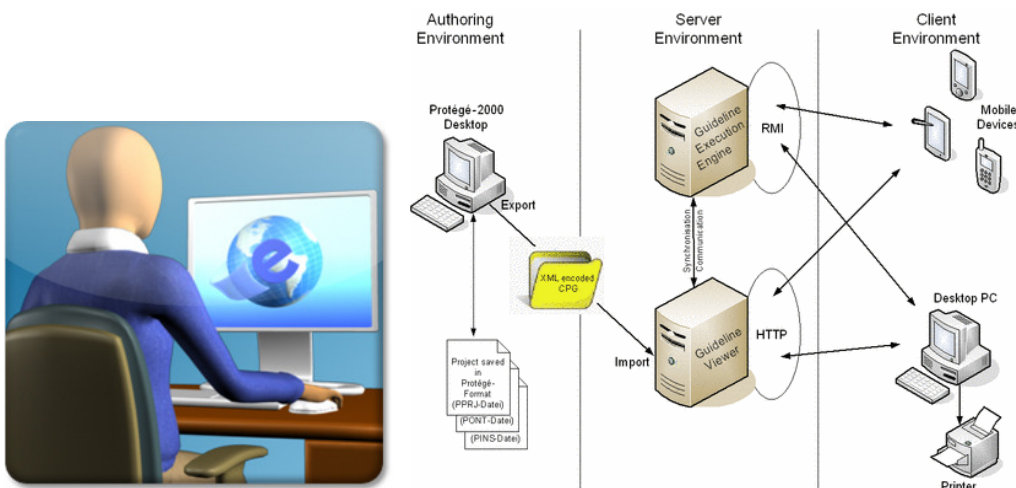 Authoring
Environment
Server
Environment
Client
Environment
Protégé-2000
Desktop
Export
XML encoded
CPG
Project saved
in
Protégé-
Format
(PPRJ-Datei)
(PONT-Datei)
(PINS-Datei)
Guideline
Execution
Engine
RMI
Synchronisation
Communication
Import
Guideline
Viewer
HTTP
Mobile
Devices
Desktop PC
Printer
e